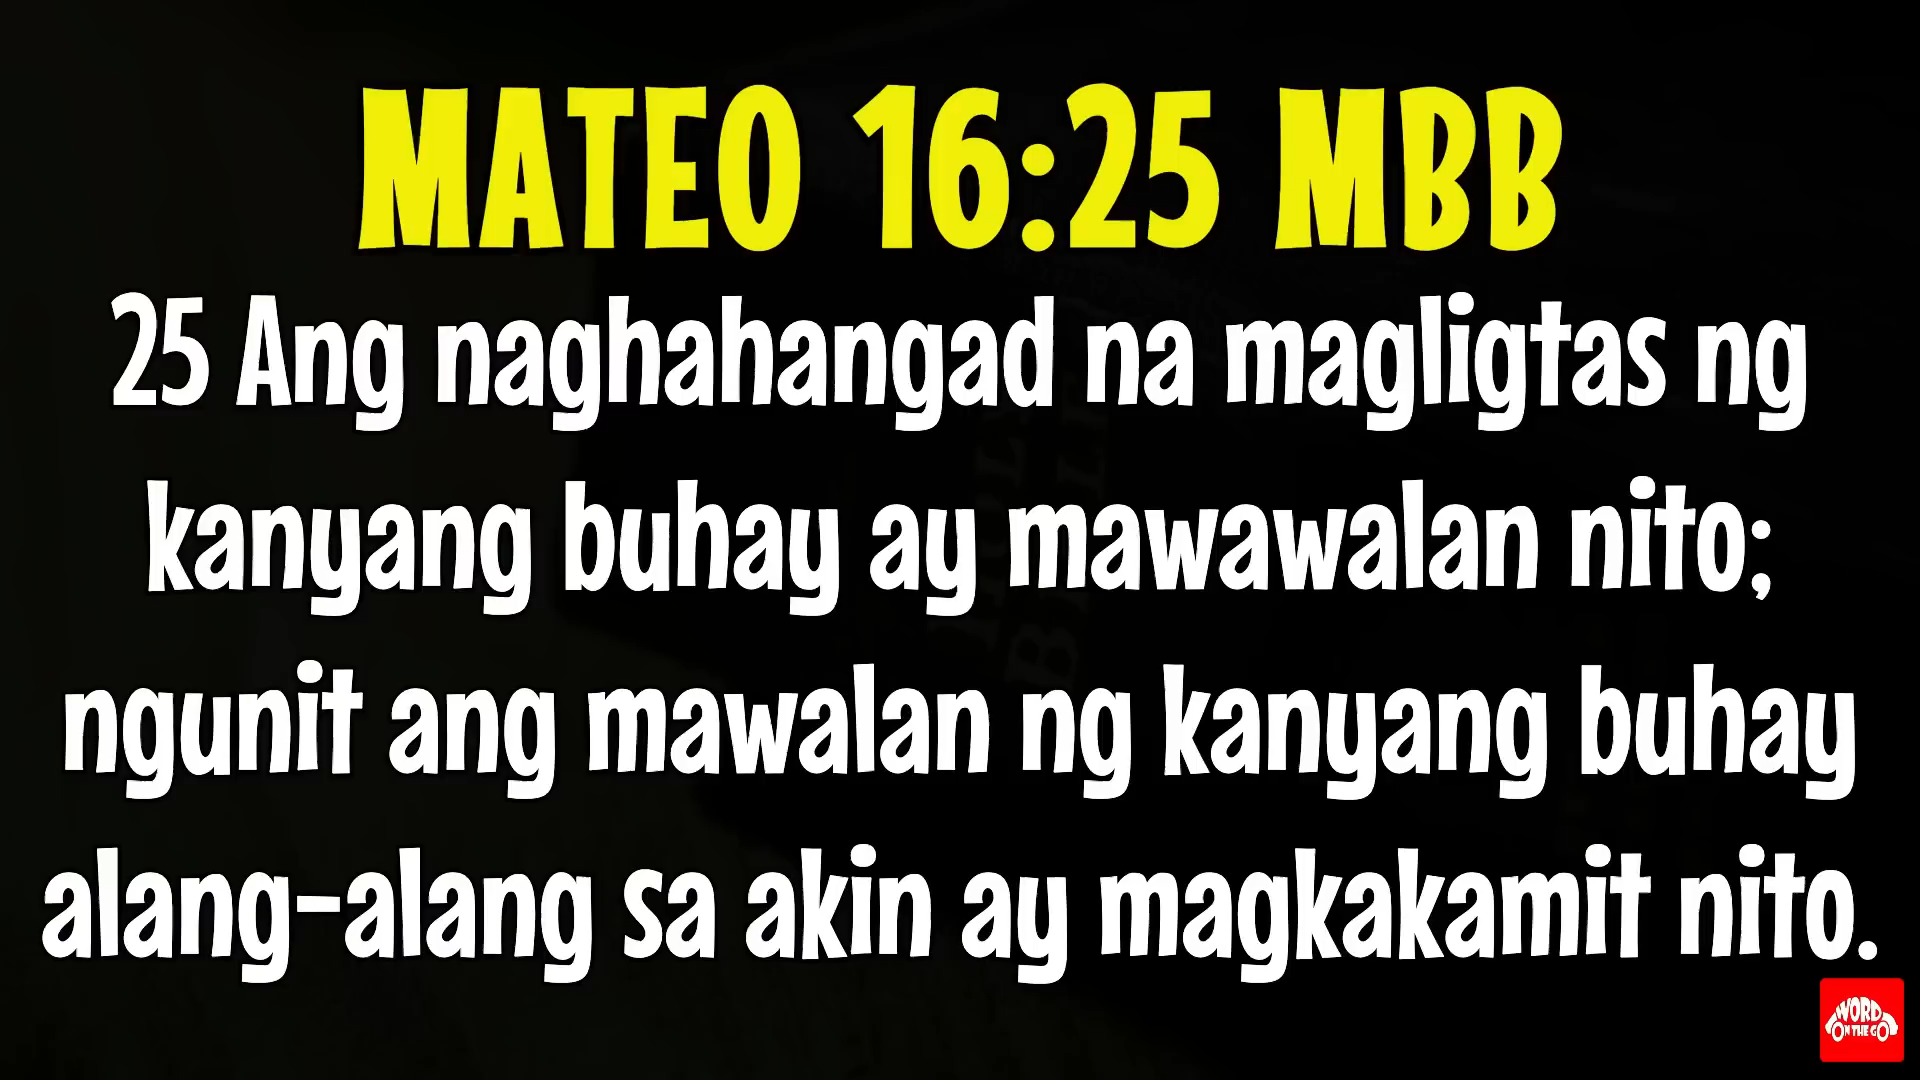 MATEO 16:25 MBB
25 Ang naghahangad na magligtas ng
kanyang buhay ay mawawalan nito;
ngunit ang mawalan ng kanyang buhay
alang-alang sa akin ay magkakamit nito.
WORD
ON THE GO